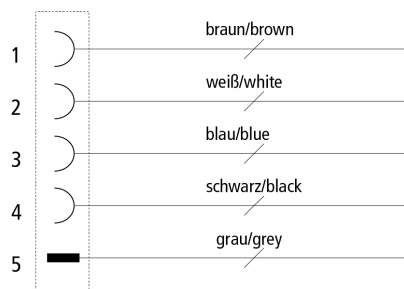 braun/brown
1
weiß/white
2
blau/blue
3
schwarz/black
4
grau/grey
5